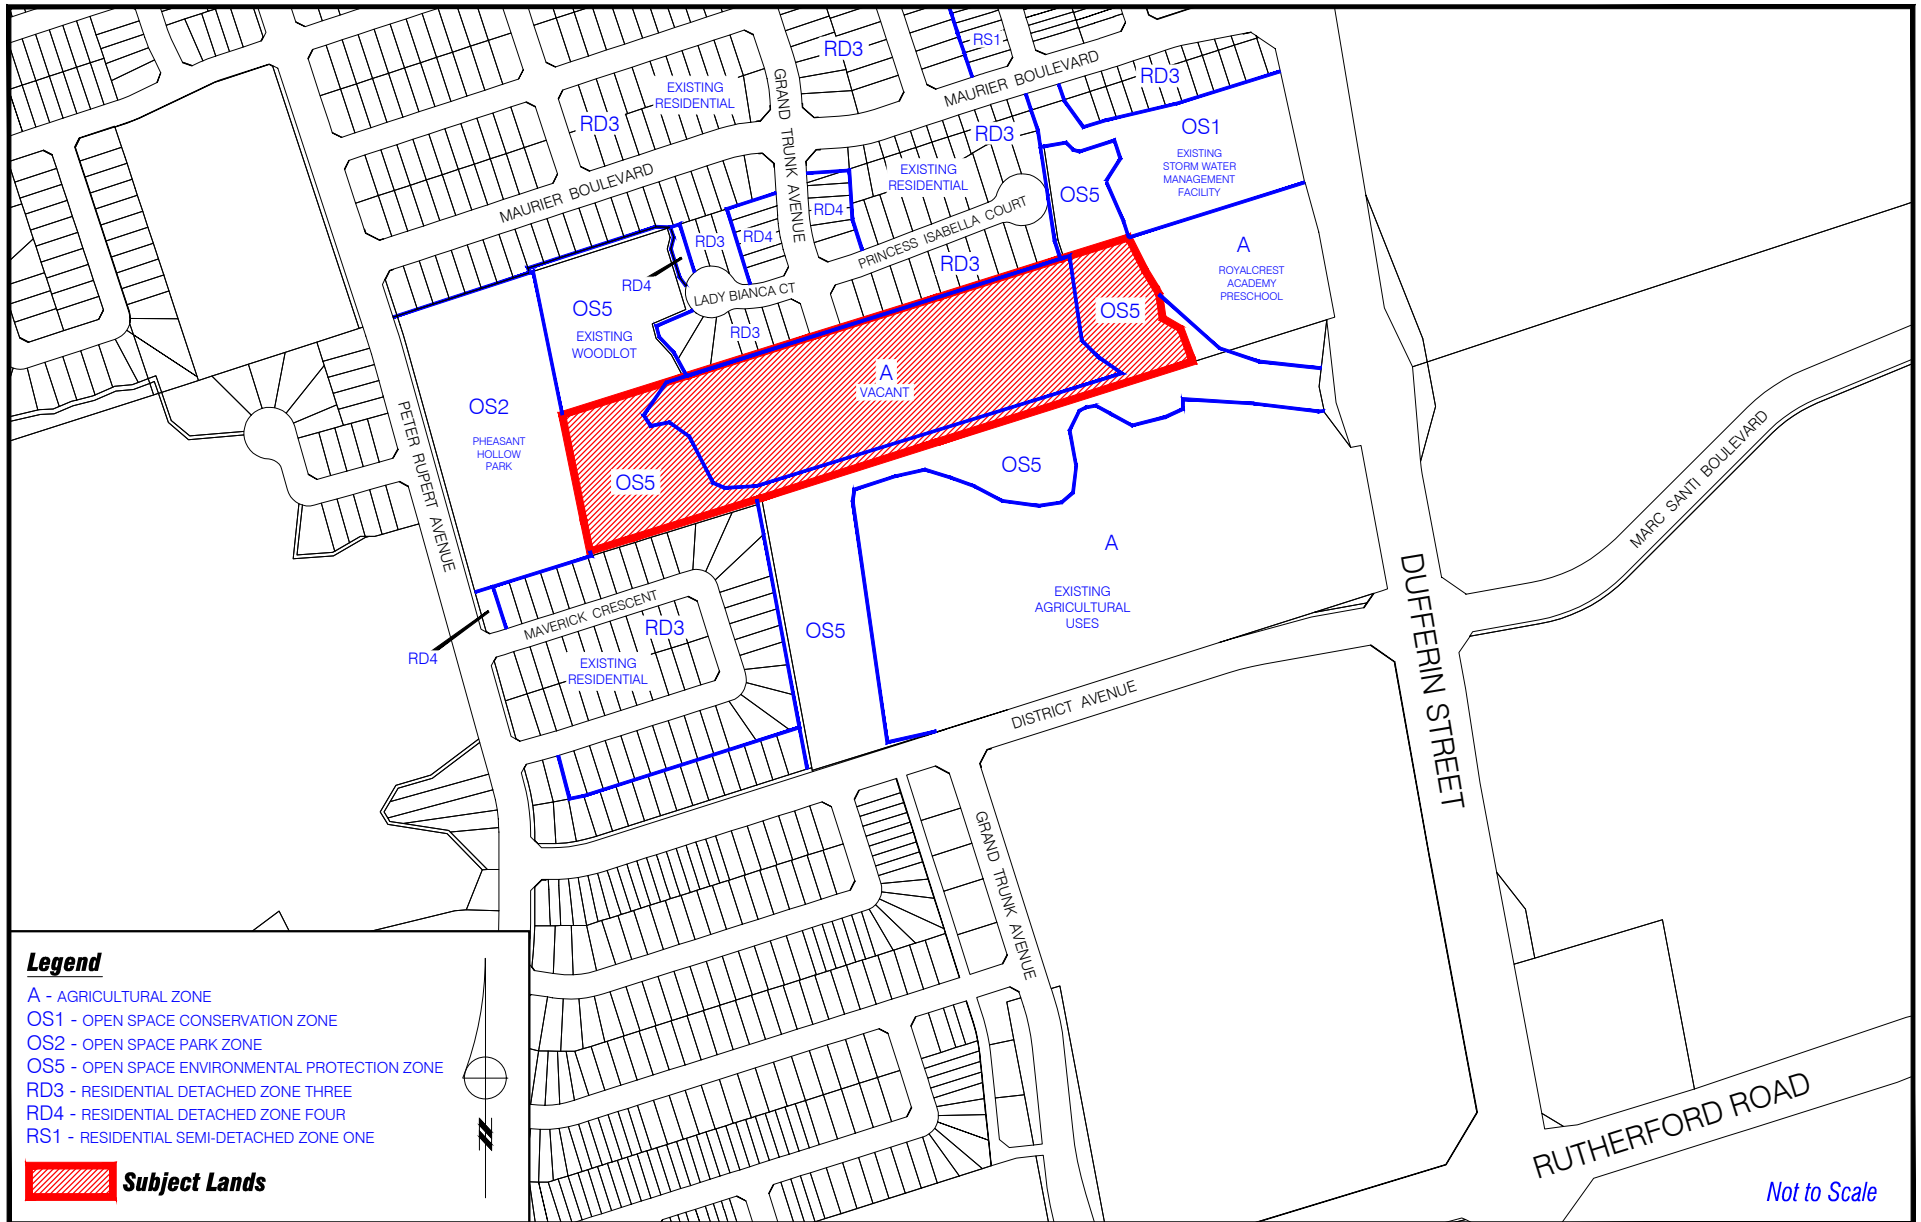 RD3
RS1
MAURIER BOULEVARD
RD3
EXISTING
RESIDENTIAL
RD3
GRAND TRUNK AVENUE
RD3
OS1
EXISTING
STORM WATER
MANAGEMENT
FACILITY
EXISTING
RESIDENTIAL
MAURIER BOULEVARD
OS5
RD4
PRINCESS ISABELLA COURT
RD3
RD4
RD3
A
ROYALCREST
ACADEMY
PRESCHOOL
RD4
LADY BIANCA CT
RD3
OS5
EXISTING
WOODLOT
OS5
A
VACANT
OS2
PHEASANT
HOLLOW
PARK
PETER RUPERT AVENUE
OS5
OS5
MARC SANTI BOULEVARD
A
EXISTING
AGRICULTURAL
USES
DUFFERIN STREET
MAVERICK CRESCENT
RD3
EXISTING
RESIDENTIAL
RD4
OS5
DISTRICT AVENUE
GRAND TRUNK AVENUE
RUTHERFORD ROAD
Not to Scale
Legend
A - AGRICULTURAL ZONE
OS1 - OPEN SPACE CONSERVATION ZONE
OS2 - OPEN SPACE PARK ZONE
OS5 - OPEN SPACE ENVIRONMENTAL PROTECTION ZONE
RD3 - RESIDENTIAL DETACHED ZONE THREE
RD4 - RESIDENTIAL DETACHED ZONE FOUR
RS1 - RESIDENTIAL SEMI-DETACHED ZONE ONE
Subject Lands